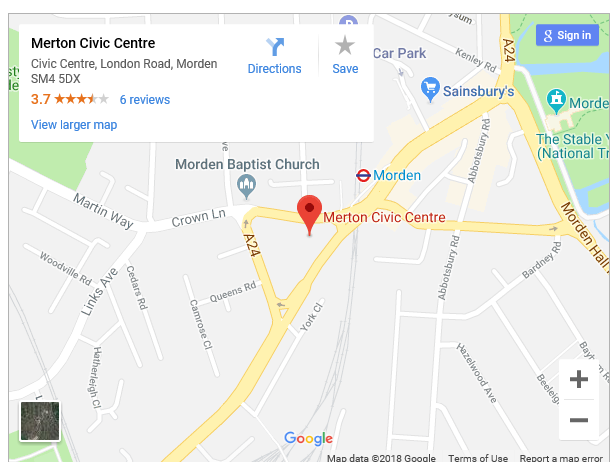 Merton Civic Centre
Civic Centre, London Road, Morden
SM4 5DX
3.7
6 reviews
View larger map
Directions
Save
Sign in
Car Park
Kenley Rd
A24
Sainsbury's
Morden
The Stable Y
(National Tr
Abbotsbury Rd
Morden Baptist Church
Morden
Martin Way
Crown Ln
Merton Civic Centre
A24
Morden Hall
Woodville Rd
Links Ave
Cedars Rd
Queens Rd
Camrose Cl
York Cl
Abbotsbury Rd
Bardney Rd
Hatherleigh Cl
Hazelwood Ave
Beeleig
Bay
Google
Map data ©2018 Google
Terms of Use
Report a map error